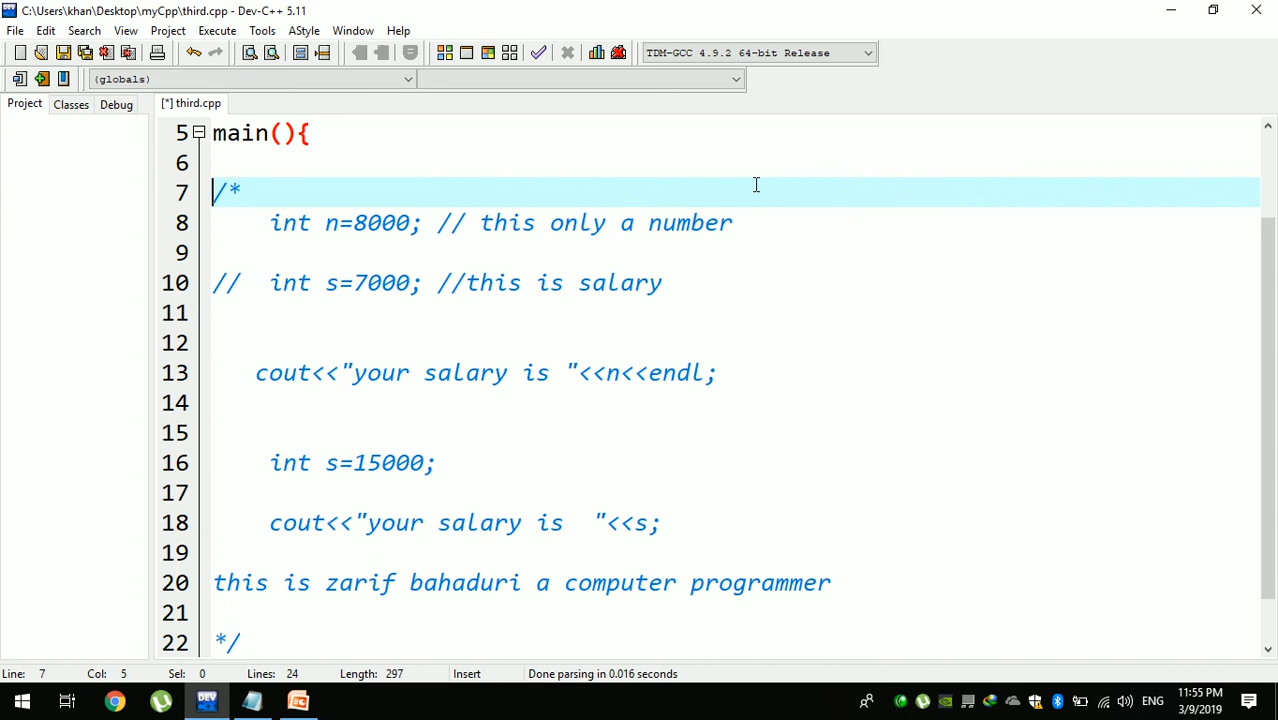 C:\Users\khan\Desktop\myCpp\third.cpp - Dev-C++ 5.11
File Edit Search View Project Execute Tools AStyle Window Help
TDM-GCC 4.9.2 64-bit Release
(globals)
Project Classes Debug [*] third.cpp
5 main(){
6
7 /*
8 int n=8000; // this only a number
9
10 // int s=7000; //this is salary
11
12
13 cout<<"your salary is "<<n<<endl;
14
15
16 int s=15000;
17
18 cout<<"your salary is  "<<s;
19
20 this is zarif bahaduri a computer programmer
21
22 */
Line: 7 Col: 5 Sel: 0 Lines: 24 Length: 297 Insert Done parsing in 0.016 seconds
DEV ENG 11:55 PM
3/9/2019